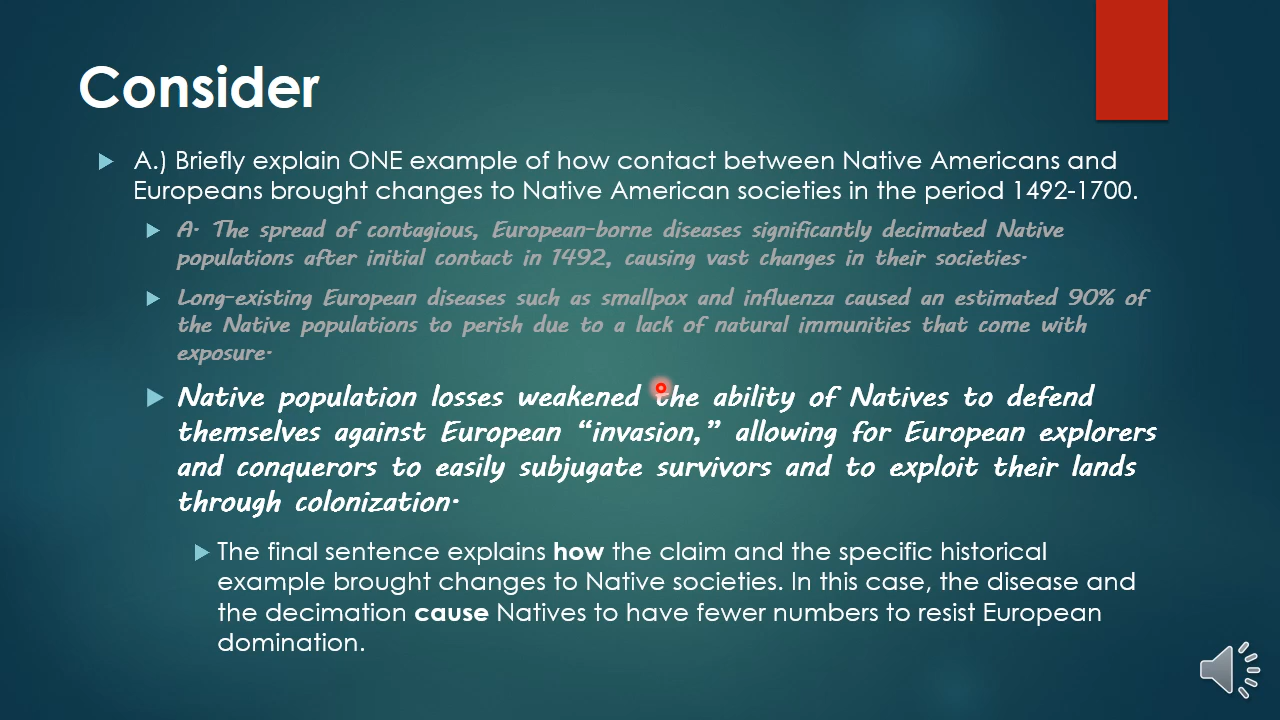 Consider
A.) Briefly explain ONE example of how contact between Native Americans and
Europeans brought changes to Native American societies in the period 1492-1700.
A. The spread of contagious, European-borne diseases significantly decimated Native
populations after initial contact in 1492, causing vast changes in their societies.
Long-existing European diseases such as smallpox and influenza caused an estimated 90% of
the Native populations to perish due to a lack of natural immunities that come with
exposure.
Native population losses weakened the ability of Natives to defend
themselves against European “invasion,” allowing for European explorers
and conquerors to easily subjugate survivors and to exploit their lands
through colonization.
The final sentence explains how the claim and the specific historical
example brought changes to Native societies. In this case, the disease and
the decimation cause Natives to have fewer numbers to resist European
domination.